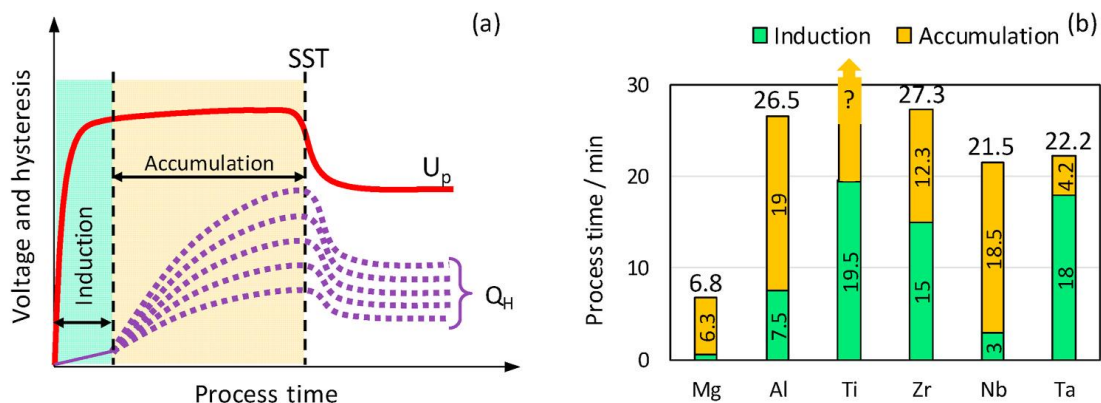 (a)
SST
Voltage and hysteresis
Accumulation
Induction
U_p
Q_H
Process time
(b)
Induction Accumulation
Process time / min
30
20
10
0
6.8
6.3
26.5
19
7.5
?
19.5
27.3
12.3
15
21.5
18.5
3
22.2
4.2
18
Mg Al Ti Zr Nb Ta